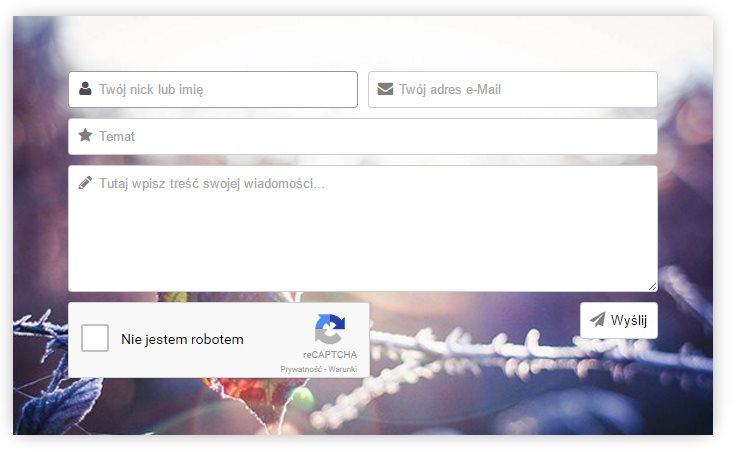 Twój nick lub imię
Twój adres e-Mail
Temat
Tutaj wpisz treść swojej wiadomości...
Nie jestem robotem
reCAPTCHA
Prywatność - Warunki
Wyślij